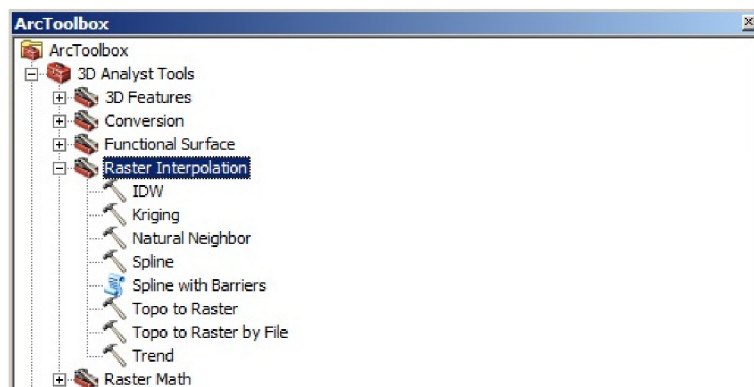 ArcToolbox
ArcToolbox
3D Analyst Tools
3D Features
Conversion
Functional Surface
Raster Interpolation
IDW
Kriging
Natural Neighbor
Spline
Spline with Barriers
Topo to Raster
Topo to Raster by File
Trend
Raster Math